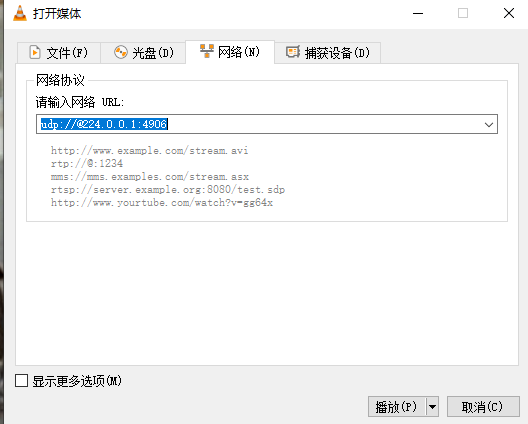 打开媒体
文件(F) 光盘(D) 网络(N) 捕获设备(D)
网络协议
请输入网络 URL:
udp://@224.0.0.1:4906
http://www.example.com/stream.avi
rtp://@:1234
mms://mms.examples.com/stream.asx
rtsp://server.example.org:8080/test.sdp
http://www.yourtube.com/watch?v=gg64x
显示更多选项(M)
播放(P) 取消(C)